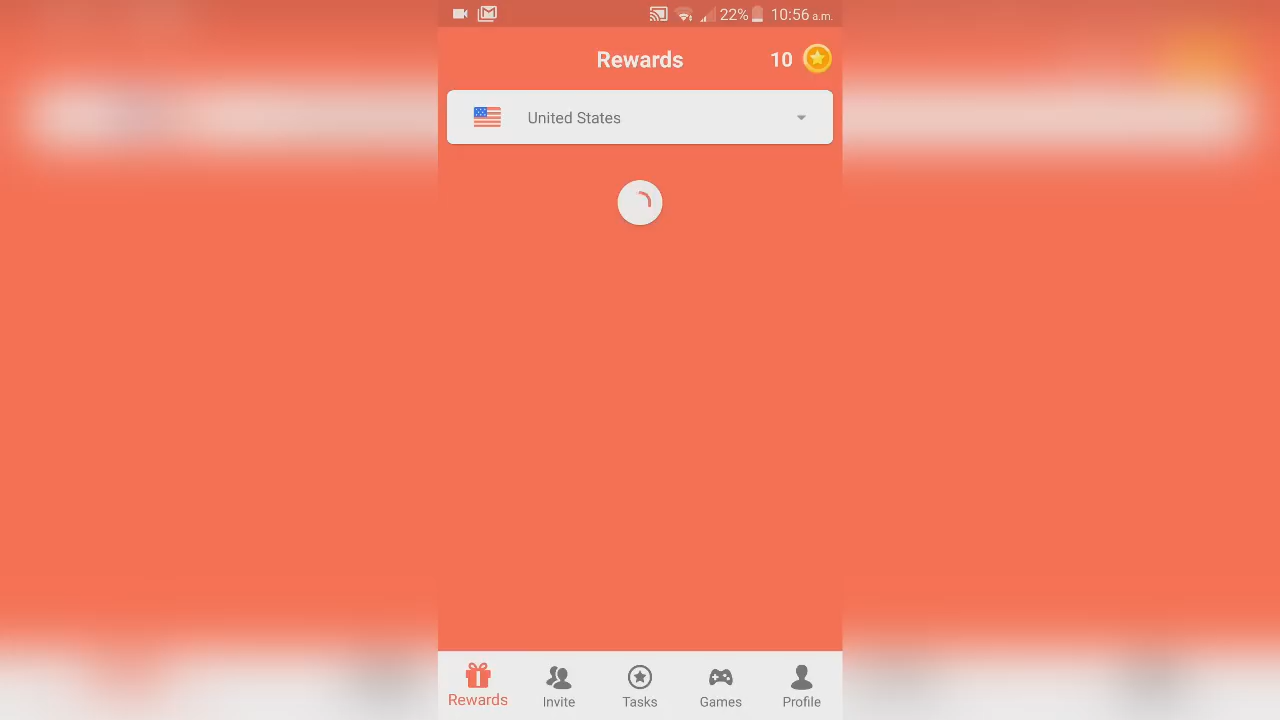 22% 10:56 a.m.
Rewards 10
United States
Rewards Invite Tasks Games Profile